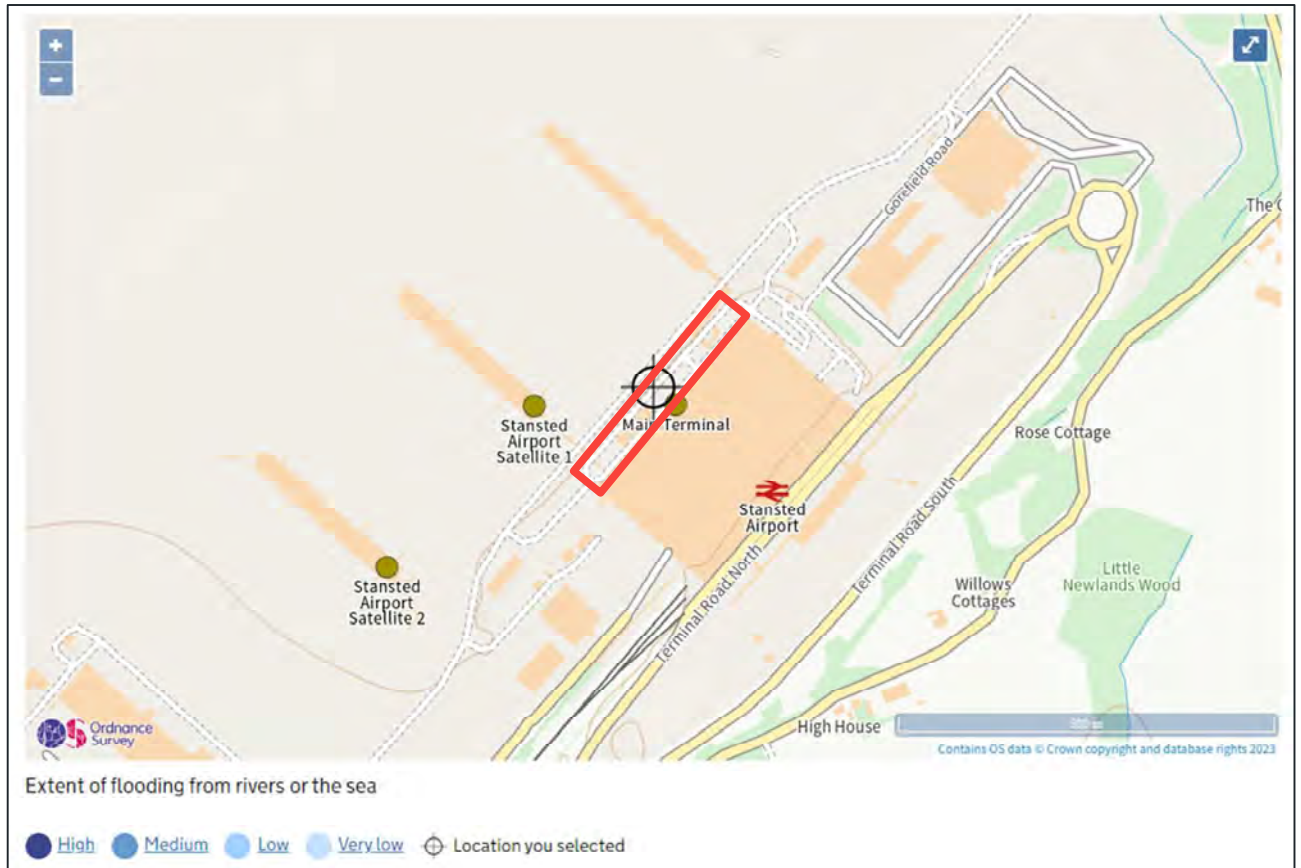 +
-
Gorefield Road
The
Stansted
Airport
Satellite 1
Main Terminal
Rose Cottage
Stansted
Airport
Terminal Road South
Terminal Road North
Stansted
Airport
Satellite 2
Willows
Cottages
Little
Newlands Wood
High House
Ordnance
Survey
Contains OS data © Crown copyright and database rights 2023
Extent of flooding from rivers or the sea
High Medium Low Very low Location you selected